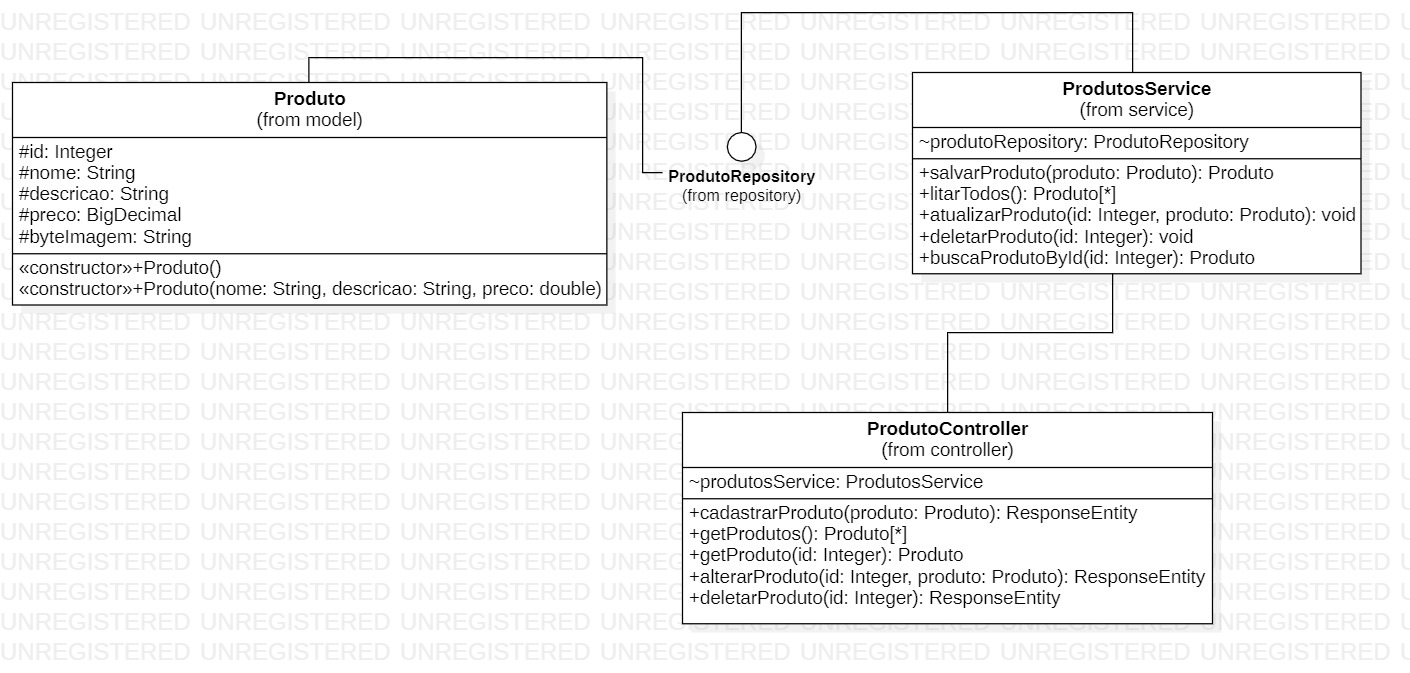 Produto
(from model)
#id: Integer
#nome: String
#descricao: String
#preco: BigDecimal
#byteImagem: String
«constructor»+Produto()
«constructor»+Produto(nome: String, descricao: String, preco: double)
ProdutoRepository
(from repository)
ProdutosService
(from service)
~produtoRepository: ProdutoRepository
+salvarProduto(produto: Produto): Produto
+litarTodos(): Produto[*]
+atualizarProduto(id: Integer, produto: Produto): void
+deletarProduto(id: Integer): void
+buscaProdutoById(id: Integer): Produto
ProdutoController
(from controller)
~produtosService: ProdutosService
+cadastrarProduto(produto: Produto): ResponseEntity
+getProdutos(): Produto[*]
+getProduto(id: Integer): Produto
+alterarProduto(id: Integer, produto: Produto): ResponseEntity
+deletarProduto(id: Integer): ResponseEntity
UNREGISTERED